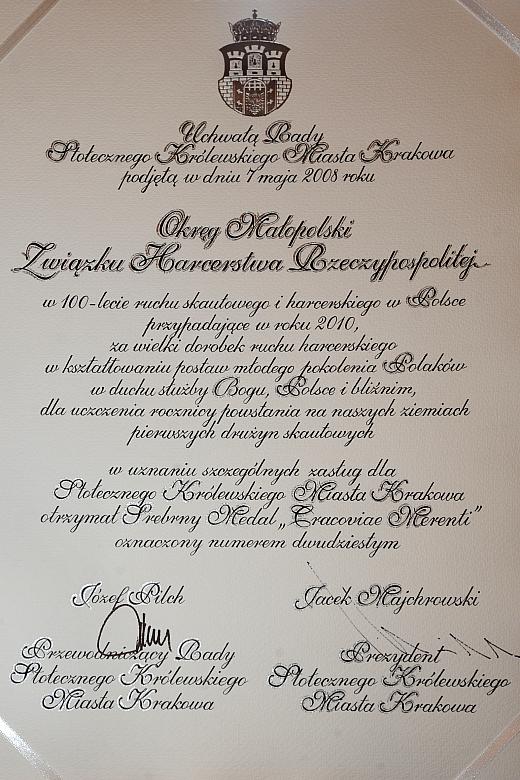 Uchwałą Rady
Stołecznego Królewskiego Miasta Krakowa
podjętą w dniu 7 maja 2008 roku
Okręg Małopolski
Związku Harcerstwa Rzeczypospolitej
w 100-lecie ruchu skautowego i harcerskiego w Polsce
przypadające w roku 2010,
za wielki dorobek ruchu harcerskiego
w kształtowaniu postaw młodego pokolenia Polaków
w duchu służby Bogu, Polsce i bliźnim,
dla uczczenia rocznicy powstania na naszych ziemiach
pierwszych drużyn skautowych
w uznaniu szczególnych zasług dla
Stołecznego Królewskiego Miasta Krakowa
otrzymał Srebrny Medal „Cracoviae Merenti”
oznaczony numerem dwudziestym
Józef Pilch
Przewodniczący Rady
Stołecznego Królewskiego
Miasta Krakowa
Jacek Majchrowski
Prezydent
Stołecznego Królewskiego
Miasta Krakowa